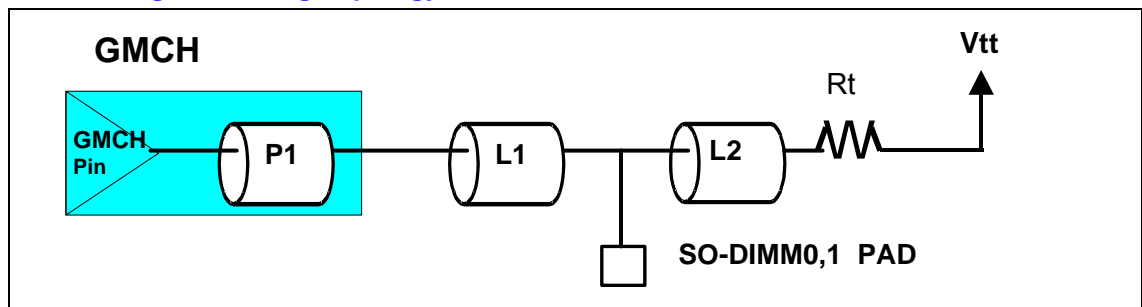 GMCH
Vtt
Rt
GMCH
Pin
P1
L1
L2
SO-DIMM0,1 PAD